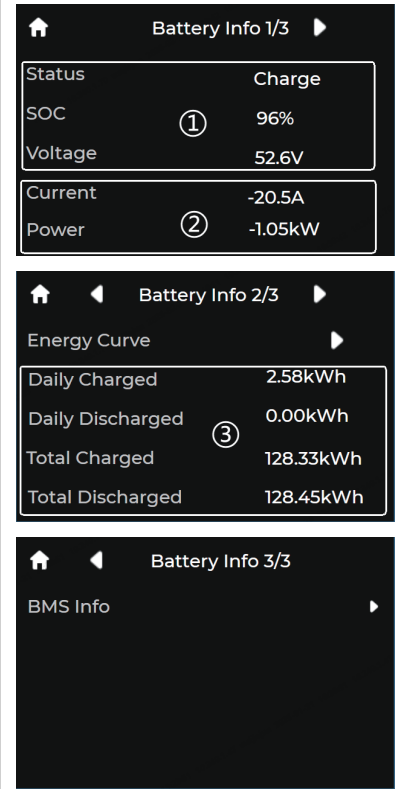 Battery Info 1/3
Status Charge
SOC 96%
①
Voltage 52.6V
Current -20.5A
②
Power -1.05kW
Battery Info 2/3
Energy Curve
Daily Charged 2.58kWh
Daily Discharged 0.00kWh
③
Total Charged 128.33kWh
Total Discharged 128.45kWh
Battery Info 3/3
BMS Info